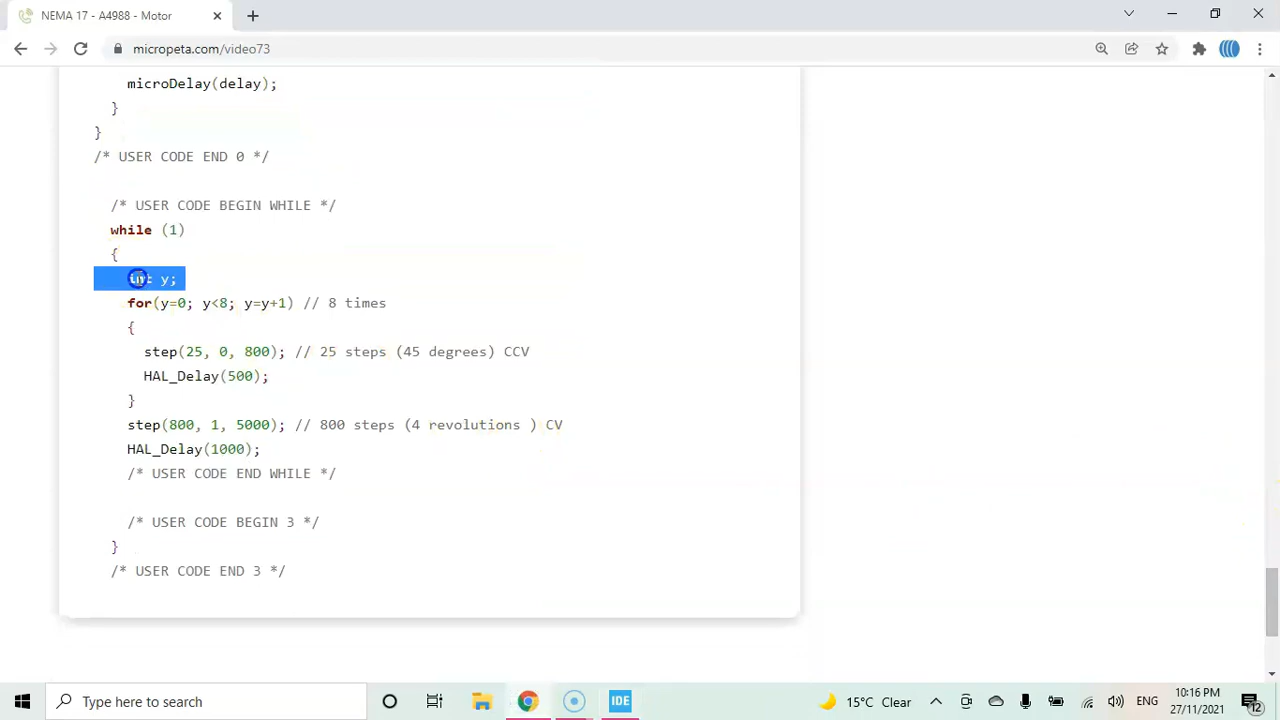 NEMA 17 - A4988 - Motor
micropeta.com/video73
microDelay(delay);
}
}
/* USER CODE END 0 */
/* USER CODE BEGIN WHILE */
while (1)
{
int y;
for(y=0; y<8; y=y+1) // 8 times
{
step(25, 0, 800); // 25 steps (45 degrees) CCV
HAL_Delay(500);
}
step(800, 1, 5000); // 800 steps (4 revolutions ) CV
HAL_Delay(1000);
/* USER CODE END WHILE */
/* USER CODE BEGIN 3 */
}
/* USER CODE END 3 */
Type here to search
IDE
15°C Clear
ENG
10:16 PM
27/11/2021
12